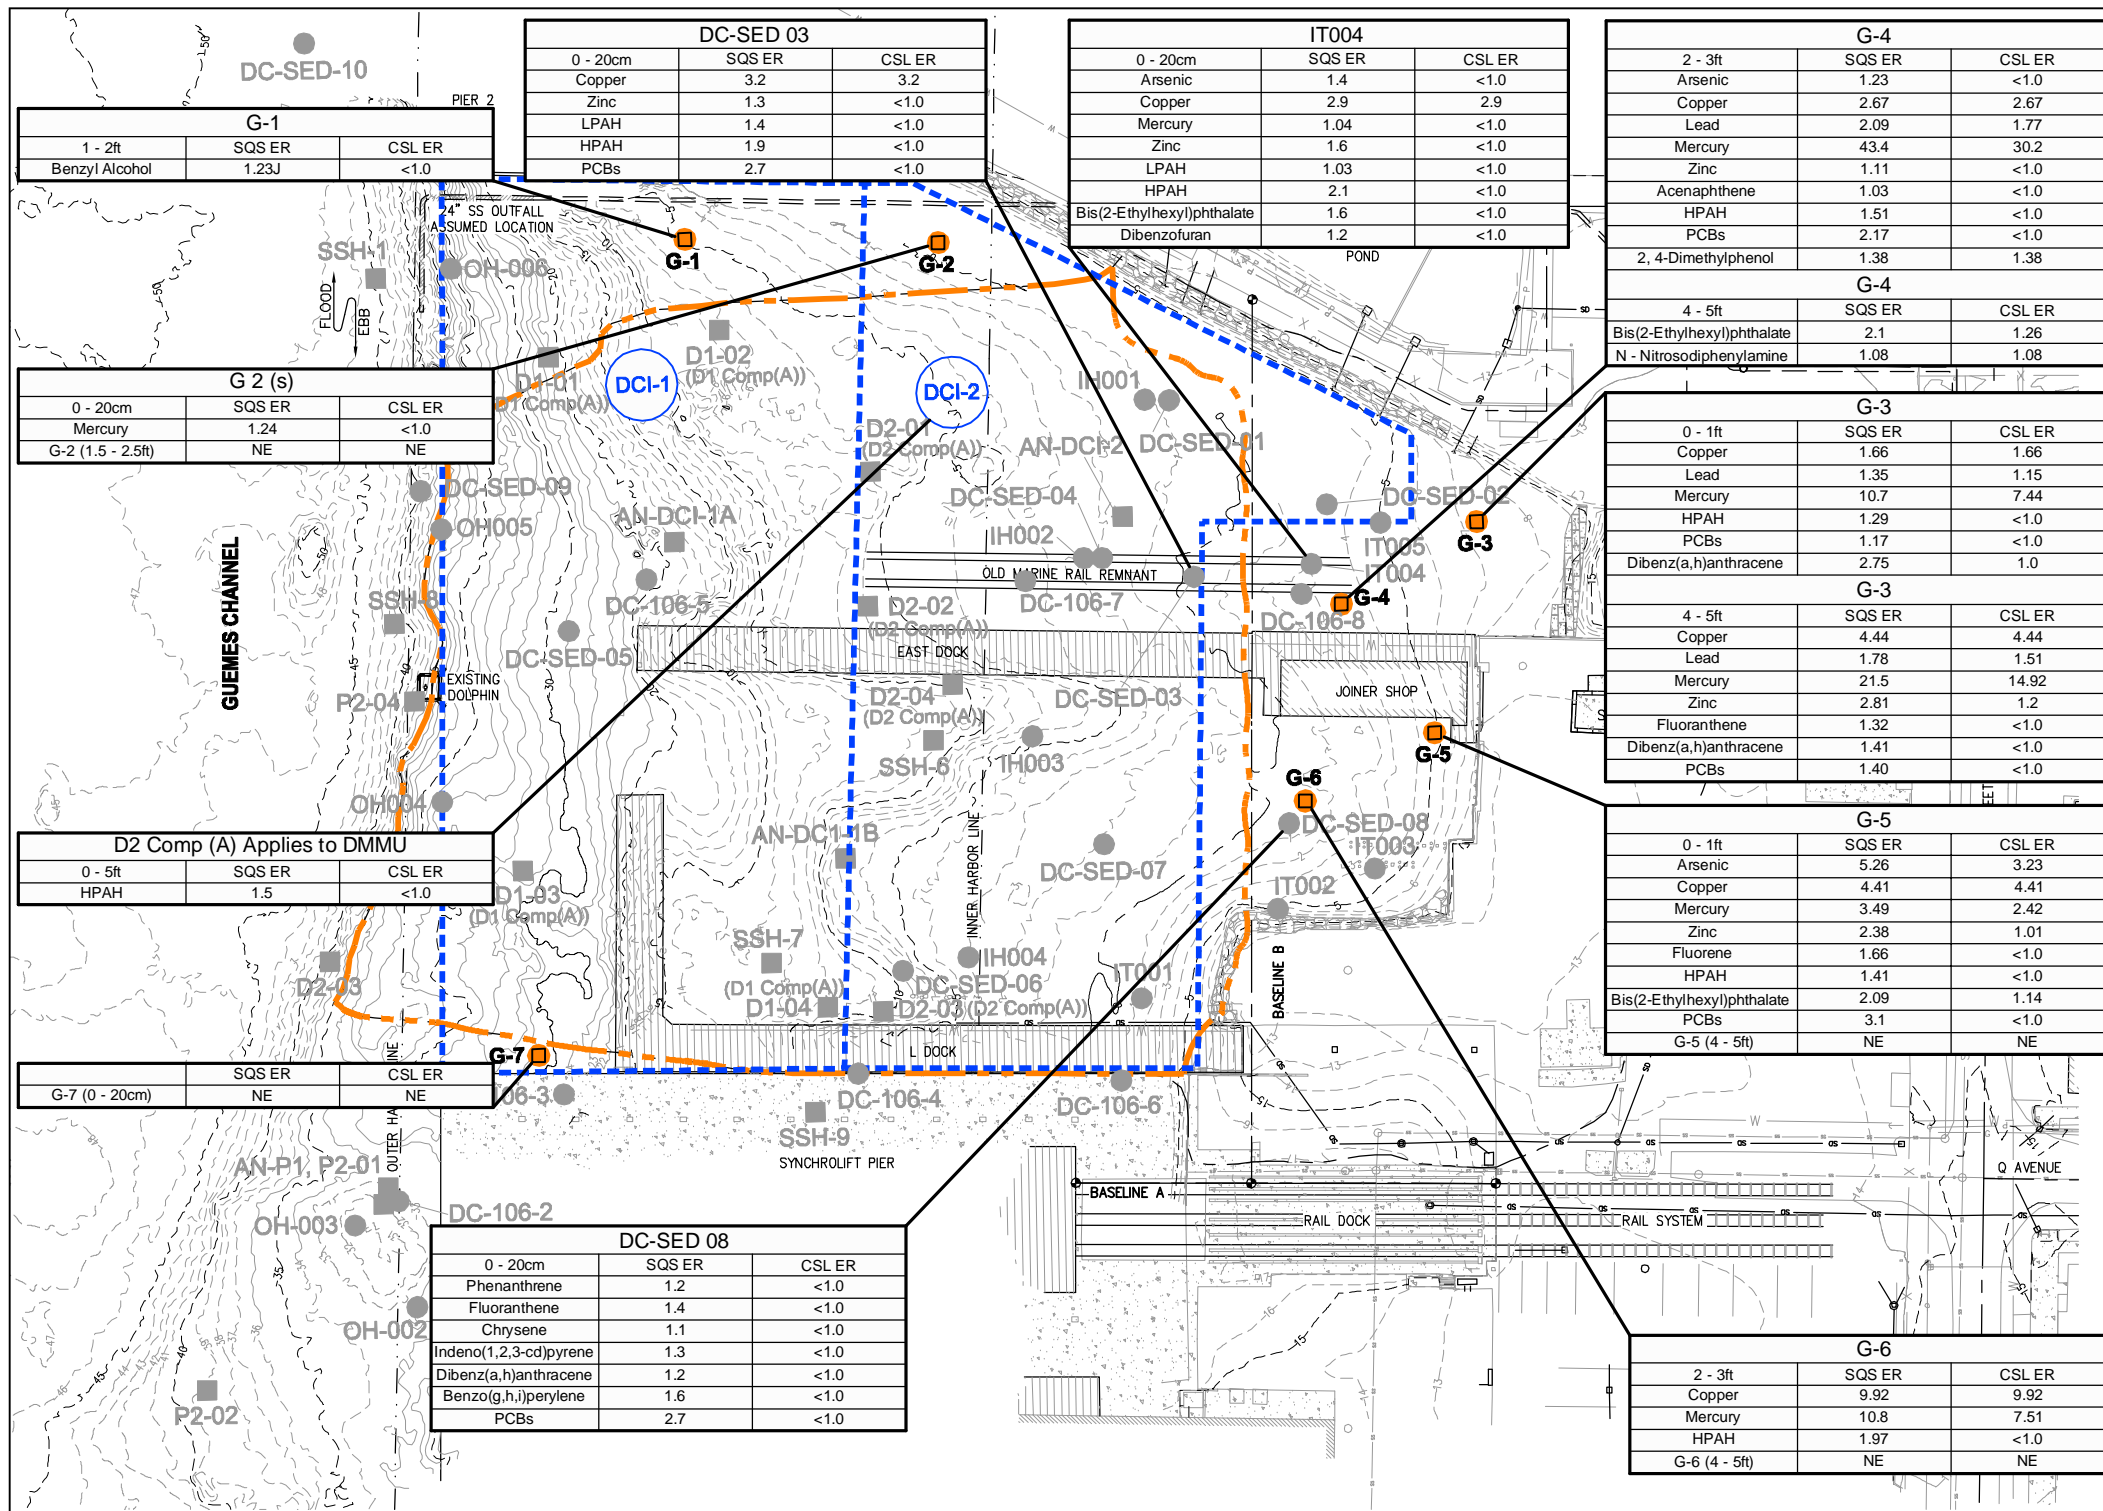 DC-SED-10
PIER 2
G-1
1 - 2ft SQS ER CSL ER
Benzyl Alcohol 1.23J <1.0
DC-SED 03
0 - 20cm SQS ER CSL ER
Copper 3.2 3.2
Zinc 1.3 <1.0
LPAH 1.4 <1.0
HPAH 1.9 <1.0
PCBs 2.7 <1.0
IT004
0 - 20cm SQS ER CSL ER
Arsenic 1.4 <1.0
Copper 2.9 2.9
Mercury 1.04 <1.0
Zinc 1.6 <1.0
LPAH 1.03 <1.0
HPAH 2.1 <1.0
Bis(2-Ethylhexyl)phthalate 1.6 <1.0
Dibenzofuran 1.2 <1.0
G-4
2 - 3ft SQS ER CSL ER
Arsenic 1.23 <1.0
Copper 2.67 2.67
Lead 2.09 1.77
Mercury 43.4 30.2
Zinc 1.11 <1.0
Acenaphthene 1.03 <1.0
HPAH 1.51 <1.0
PCBs 2.17 <1.0
2, 4-Dimethylphenol 1.38 1.38
G-4
4 - 5ft SQS ER CSL ER
Bis(2-Ethylhexyl)phthalate 2.1 1.26
N - Nitrosodiphenylamine 1.08 1.08
24" SS OUTFALL
ASSUMED LOCATION
SSH-1
OH-006
FLOOD
EBB
G-1
G-2
POND
D1-01
D1-02
(D1 Comp(A))
DCI-1
DCI-2
G 2 (s)
0 - 20cm SQS ER CSL ER
Mercury 1.24 <1.0
G-2 (1.5 - 2.5ft) NE NE
IH001
DC-SED-01
D2-01
(D2 Comp(A))
AN-DCI-2
DC-SED-04
DC-SED-02
DC-SED-09
OH005
AN-DCI-1A
IH002
IT005
IT004
G-3
OLD MARINE RAIL REMNANT
DC-106-5
DC-106-7
G-4
DC-106-8
D2-02
(D2 Comp(A))
G-3
0 - 1ft SQS ER CSL ER
Copper 1.66 1.66
Lead 1.35 1.15
Mercury 10.7 7.44
HPAH 1.29 <1.0
PCBs 1.17 <1.0
Dibenz(a,h)anthracene 2.75 1.0
G-3
4 - 5ft SQS ER CSL ER
Copper 4.44 4.44
Lead 1.78 1.51
Mercury 21.5 14.92
Zinc 2.81 1.2
Fluoranthene 1.32 <1.0
Dibenz(a,h)anthracene 1.41 <1.0
PCBs 1.40 <1.0
GUEMES CHANNEL
SSH-8
DC-SED-05
EAST DOCK
EXISTING
DOLPHIN
P2-04
D2-04
(D2 Comp(A))
DC-SED-03
JOINER SHOP
SSH-6
IH003
G-5
G-6
OH004
DC-SED-08
IT003
AN-DC1-1B
DC-SED-07
IT002
D2 Comp (A) Applies to DMMU
0 - 5ft SQS ER CSL ER
HPAH 1.5 <1.0
G-5
0 - 1ft SQS ER CSL ER
Arsenic 5.26 3.23
Copper 4.41 4.41
Mercury 3.49 2.42
Zinc 2.38 1.01
Fluorene 1.66 <1.0
HPAH 1.41 <1.0
Bis(2-Ethylhexyl)phthalate 2.09 1.14
PCBs 3.1 <1.0
G-5 (4 - 5ft) NE NE
D1-03
(D1 Comp(A))
INNER HARBOR LINE
BASELINE B
D2-03
SSH-7
(D1 Comp(A))
D1-04
IH004
DC-SED-06
D2-03 (D2 Comp(A))
IT001
G-7
L DOCK
SQS ER CSL ER
G-7 (0 - 20cm) NE NE
06-3
DC-106-4
DC-106-6
SSH-9
SYNCHROLIFT PIER
AN-P1, P2-01
DC-106-2
OH-003
OH-002
P2-02
BASELINE A
RAIL DOCK
RAIL SYSTEM
Q AVENUE
DC-SED 08
0 - 20cm SQS ER CSL ER
Phenanthrene 1.2 <1.0
Fluoranthene 1.4 <1.0
Chrysene 1.1 <1.0
Indeno(1,2,3-cd)pyrene 1.3 <1.0
Dibenz(a,h)anthracene 1.2 <1.0
Benzo(g,h,i)perylene 1.6 <1.0
PCBs 2.7 <1.0
G-6
2 - 3ft SQS ER CSL ER
Copper 9.92 9.92
Mercury 10.8 7.51
HPAH 1.97 <1.0
G-6 (4 - 5ft) NE NE